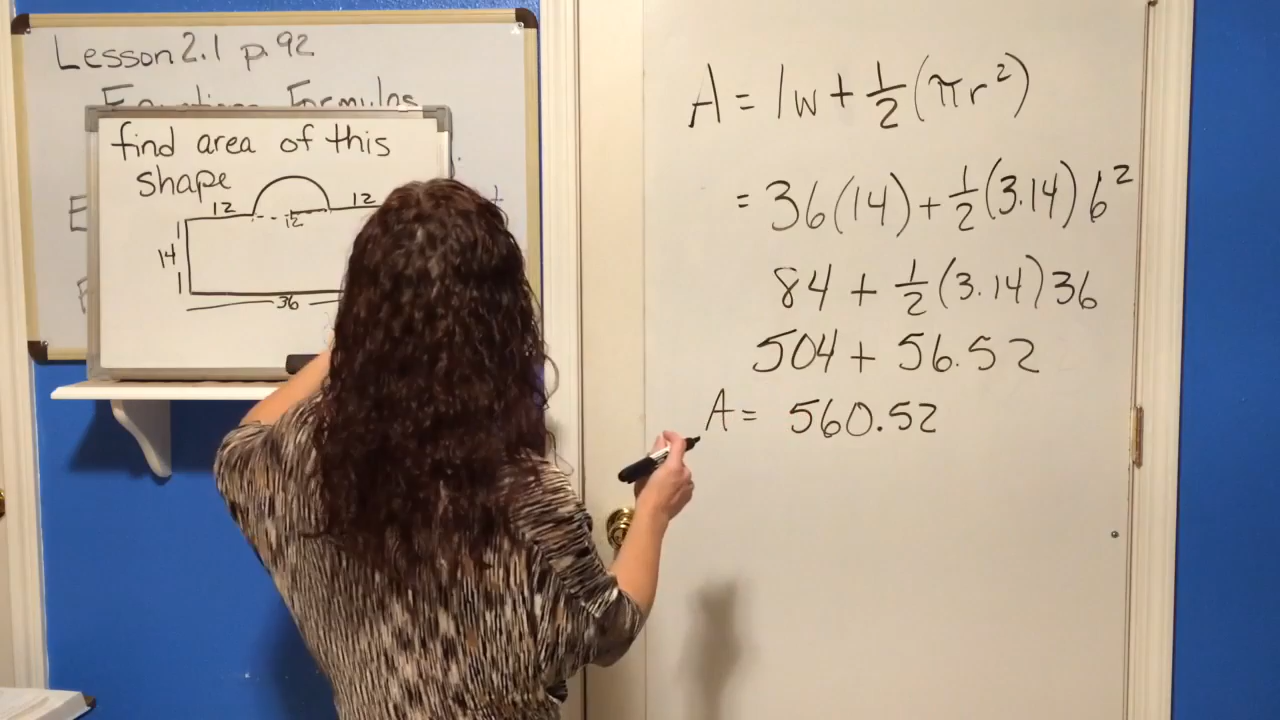 Lesson 2.1 p.92
Equations Formulas
find area of this
shape
12
12
12
14
36
A = lw + 1/2 (πr²)
= 36(14) + 1/2 (3.14) 6²
84 + 1/2 (3.14) 36
504 + 56.52
A = 560.52